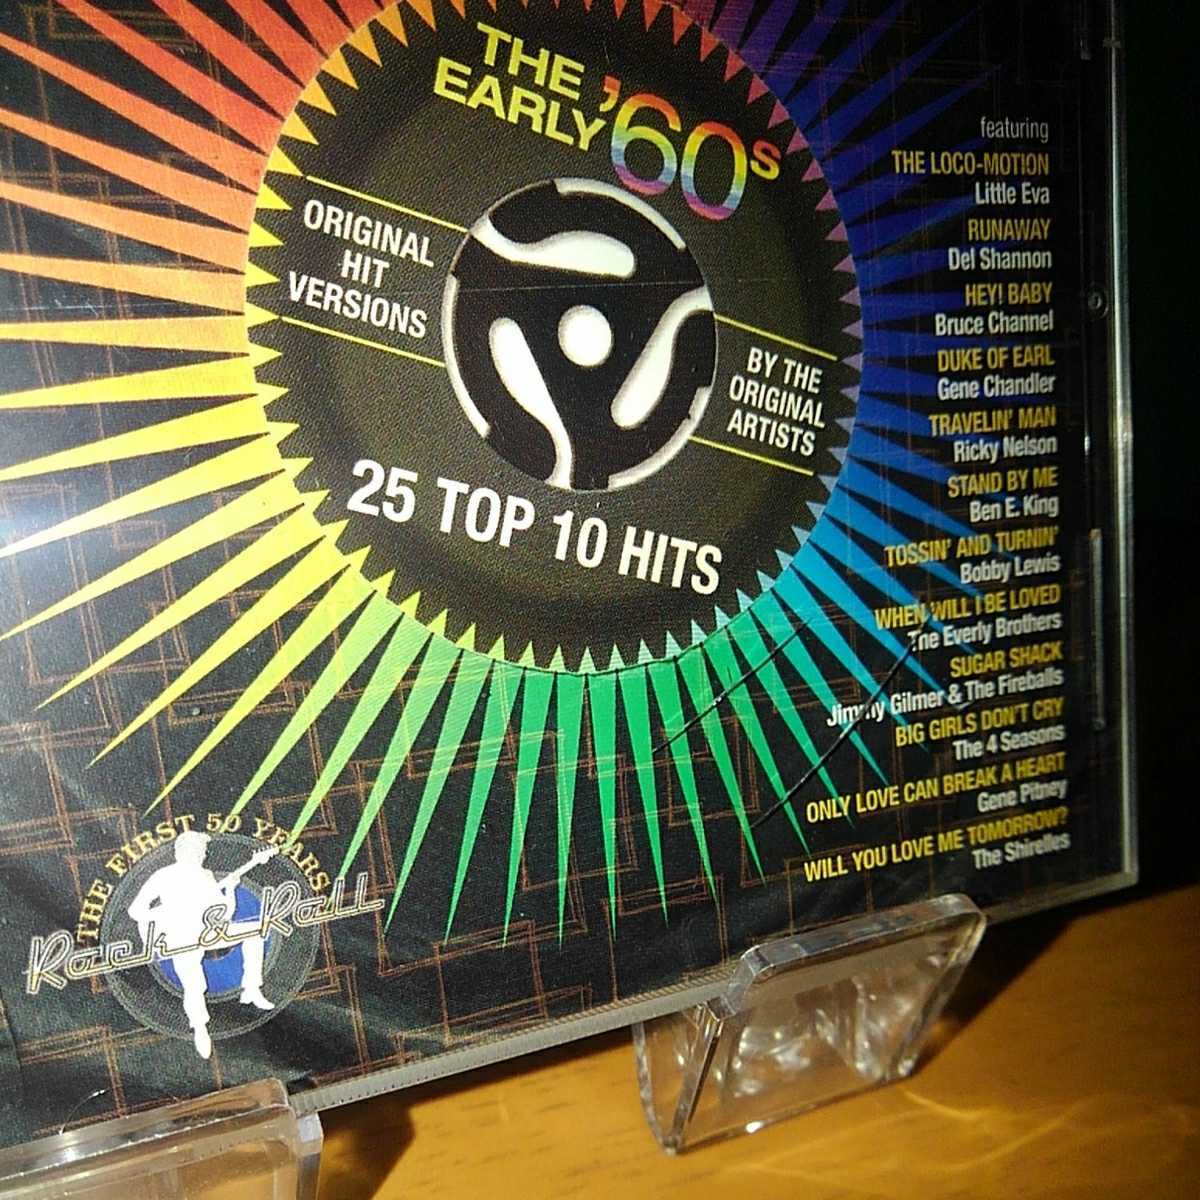 THE
EARLY '60s
ORIGINAL
HIT
VERSIONS
BY THE
ORIGINAL
ARTISTS
25 TOP 10 HITS
featuring
THE LOCO-MOTION
Little Eva
RUNAWAY
Del Shannon
HEY! BABY
Bruce Channel
DUKE OF EARL
Gene Chandler
TRAVELIN' MAN
Ricky Nelson
STAND BY ME
Ben E. King
TOSSIN' AND TURNIN'
Bobby Lewis
WHEN WILL I BE LOVED
The Everly Brothers
SUGAR SHACK
Jimmy Gilmer & The Fireballs
BIG GIRLS DON'T CRY
The 4 Seasons
ONLY LOVE CAN BREAK A HEART
Gene Pitney
WILL YOU LOVE ME TOMORROW?
The Shirelles
THE FIRST 50 YEARS
Rock & Roll